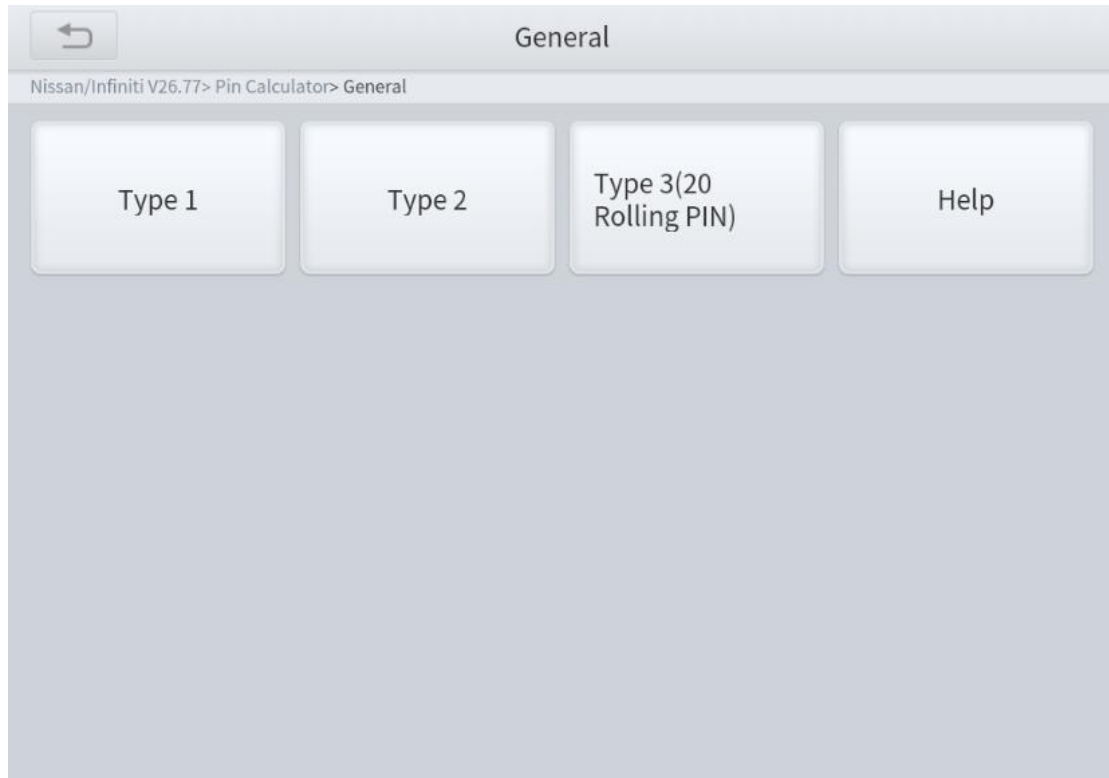 General
Nissan/Infiniti V26.77> Pin Calculator> General
Type 1
Type 2
Type 3(20
Rolling PIN)
Help